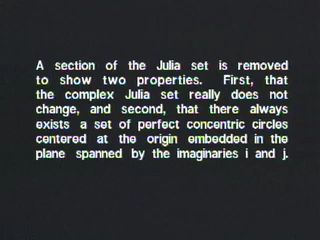 A section of the Julia set is removed
to show two properties. First, that
the complex Julia set really does not
change, and second, that there always
exists a set of perfect concentric circles
centered at the origin embedded in the
plane spanned by the imaginaries i and j.